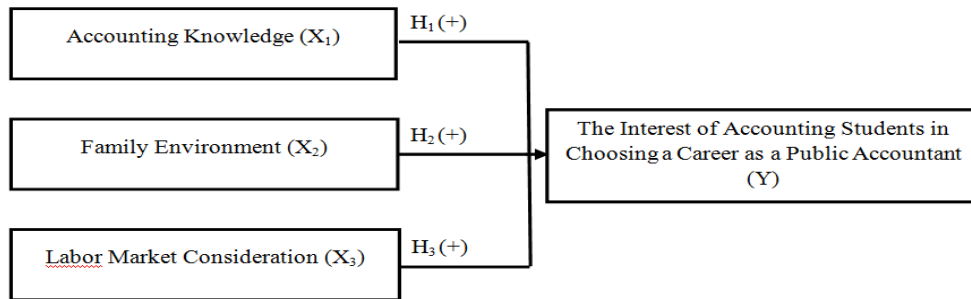 Accounting Knowledge (X₁)
H₁ (+)
Family Environment (X₂)
H₂ (+)
The Interest of Accounting Students in
Choosing a Career as a Public Accountant
(Y)
Labor Market Consideration (X₃)
H₃ (+)